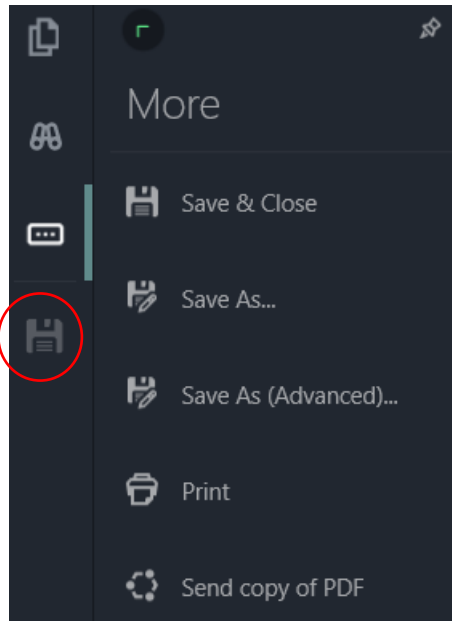 More
Save & Close
Save As...
Save As (Advanced)...
Print
Send copy of PDF